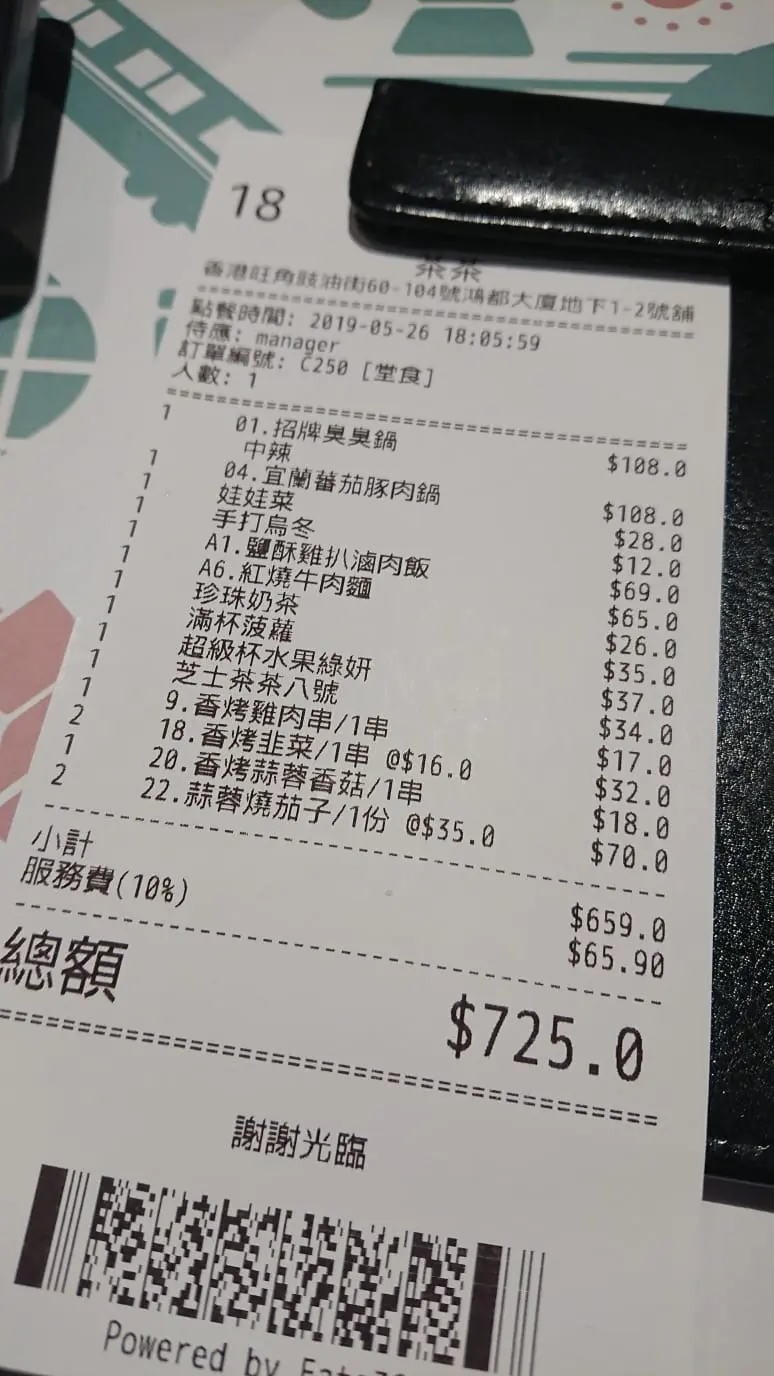 18
茶茶
香港旺角豉油街60-104號鴻都大廈地下1-2號舖
點餐時間: 2019-05-26 18:05:59
侍應: manager
訂單編號: C250 [堂食]
人數: 1
1 01.招牌臭臭鍋 $108.0
中辣
1 04.宜蘭蕃茄豚肉鍋 $108.0
1 娃娃菜 $28.0
1 手打烏冬 $12.0
1 A1.鹽酥雞扒滷肉飯 $69.0
1 A6.紅燒牛肉麵 $65.0
1 珍珠奶茶 $26.0
1 滿杯菠蘿 $35.0
1 超級杯水果綠妍 $37.0
1 芝士茶茶八號 $34.0
1 9.香烤雞肉串/1串 $17.0
2 18.香烤韭菜/1串 @$16.0 $32.0
1 20.香烤蒜蓉香菇/1串 $18.0
2 22.蒜蓉燒茄子/1份 @$35.0 $70.0
小計 $659.0
服務費(10%) $65.90
總額 $725.0
謝謝光臨
Powered by